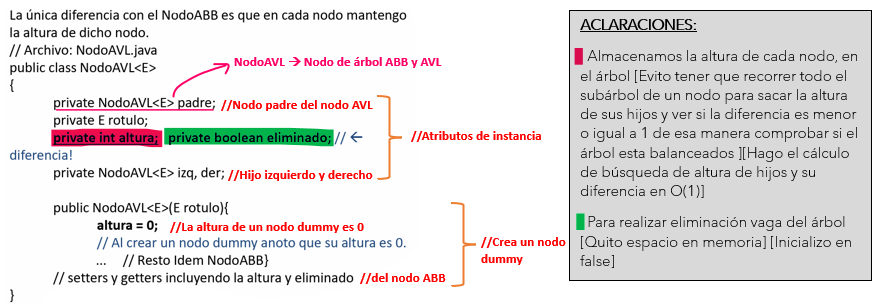 La única diferencia con el NodoABB es que en cada nodo mantengo
la altura de dicho nodo.
// Archivo: NodoAVL.java
public class NodoAVL<E>
NodoAVL → Nodo de árbol ABB y AVL
{
private NodoAVL<E> padre; //Nodo padre del nodo AVL
private E rotulo;
private int altura; private boolean eliminado; // ←
diferencia!
//Atributos de instancia
private NodoAVL<E> izq, der; //Hijo izquierdo y derecho
public NodoAVL<E>(E rotulo){
altura = 0; //La altura de un nodo dummy es 0
// Al crear un nodo dummy anoto que su altura es 0.
... // Resto Idem NodoABB}
//Crea un nodo
dummy
// setters y getters incluyendo la altura y eliminado //del nodo ABB
}
ACLARACIONES:
Almacenamos la altura de cada nodo, en
el árbol [Evito tener que recorrer todo el
subárbol de un nodo para sacar la altura
de sus hijos y ver si la diferencia es menor
o igual a 1 de esa manera comprobar si el
árbol esta balanceados ][Hago el cálculo
de búsqueda de altura de hijos y su
diferencia en O(1)]
Para realizar eliminación vaga del árbol
[Quito espacio en memoria] [Inicializo en
false]